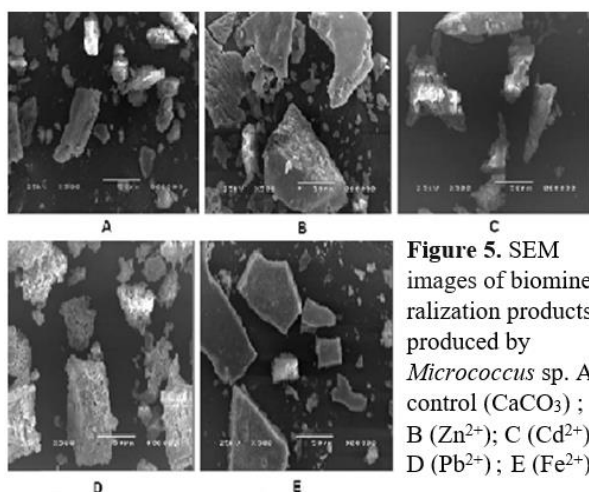 A
B
C
D
E
Figure 5. SEM
images of biomine
ralization products
produced by
Micrococcus sp. A
control (CaCO₃) ;
B (Zn²⁺); C (Cd²⁺)
D (Pb²⁺) ; E (Fe²⁺)